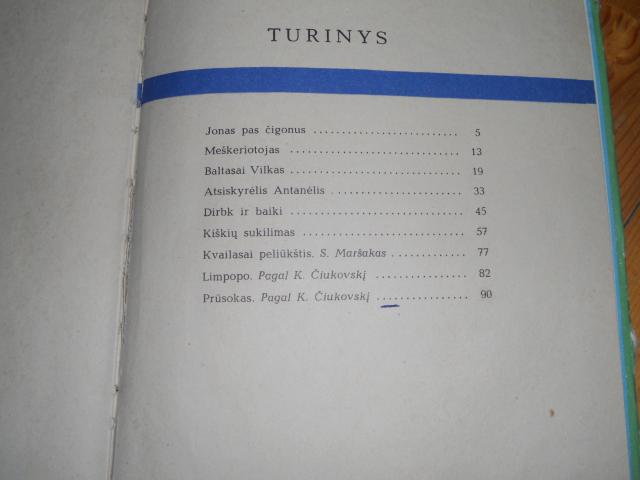 TURINYS
Jonas pas čigonus ......................... 5
Meškeriotojas .............................. 13
Baltasai Vilkas .............................. 19
Atsiskyrėlis Antanėlis ....................... 33
Dirbk ir baiki .............................. 45
Kiškių sukilimas ............................ 57
Kvailasai peliūkštis. S. Maršakas ............. 77
Limpopo. Pagal K. Čiukovskį ................ 82
Prūsokas. Pagal K. Čiukovskį ................ 90